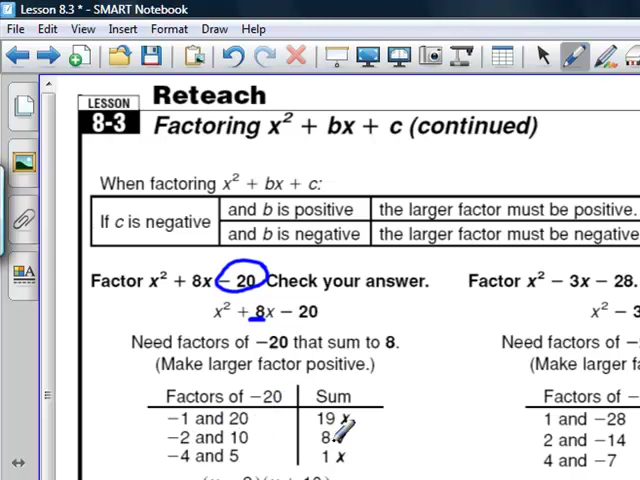 Lesson 8.3 * - SMART Notebook
File Edit View Insert Format Tools Add-ons Draw Help
LESSON
8-3
Reteach
Factoring x² + bx + c (continued)
When factoring x² + bx + c:
If c is negative
and b is positive the larger factor must be positive.
and b is negative the larger factor must be negative
Factor x² + 8x – 20. Check your answer.
x² + 8x – 20
Need factors of –20 that sum to 8.
(Make larger factor positive.)
Factors of –20 Sum
–1 and 20 19 x
–2 and 10 8
–4 and 5 1 x
Factor x² – 3x – 28.
x² – 3
Need factors of –
(Make larger fa
Factors of –
1 and –28
2 and –14
4 and –7